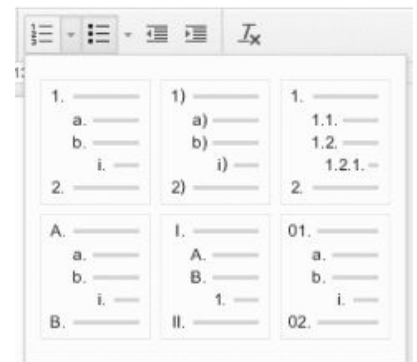 1. 1) 1.
a. a) 1.1.
b. b) 1.2.
i. i) 1.2.1.
2. 2) 2.
A. I. 01.
a. A. a.
b. B. b.
i. 1. i.
B. II. 02.